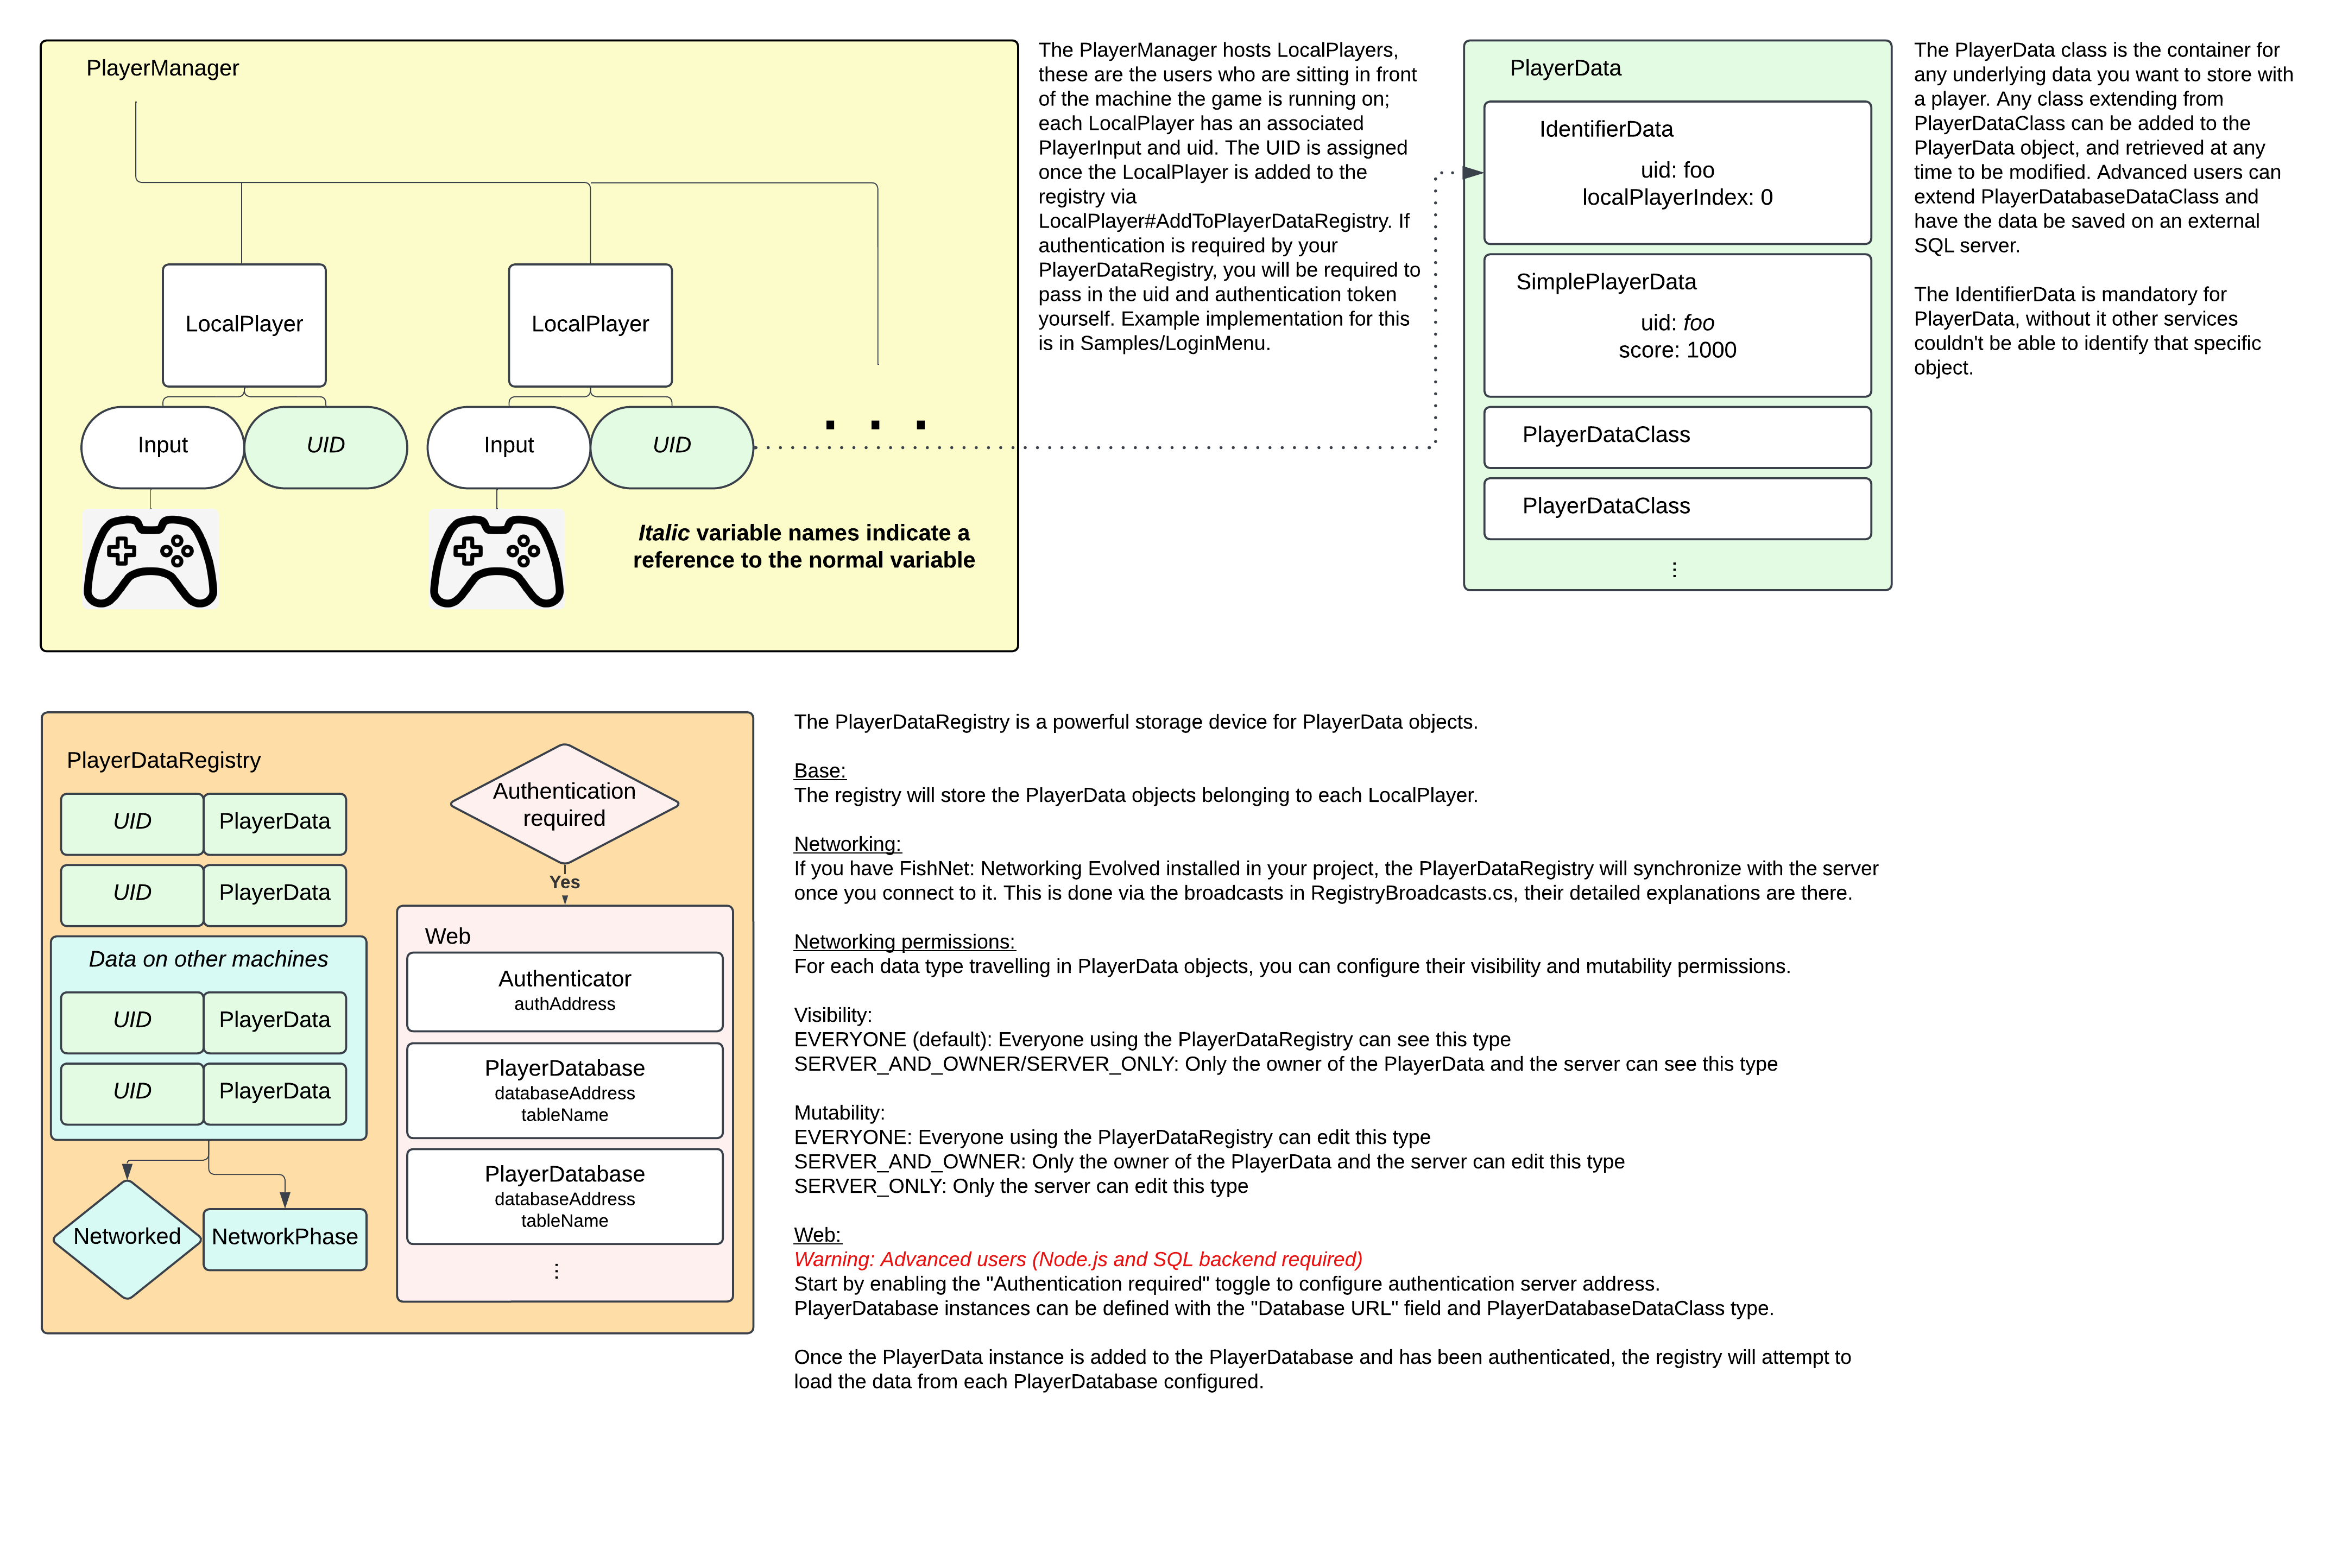 PlayerManager
LocalPlayer
LocalPlayer
Input
UID
Input
UID
. . .
Italic variable names indicate a
reference to the normal variable
The PlayerManager hosts LocalPlayers,
these are the users who are sitting in front
of the machine the game is running on;
each LocalPlayer has an associated
PlayerInput and uid. The UID is assigned
once the LocalPlayer is added to the
registry via
LocalPlayer#AddToPlayerDataRegistry. If
authentication is required by your
PlayerDataRegistry, you will be required to
pass in the uid and authentication token
yourself. Example implementation for this
is in Samples/LoginMenu.
PlayerData
IdentifierData
uid: foo
localPlayerIndex: 0
SimplePlayerData
uid: foo
score: 1000
PlayerDataClass
PlayerDataClass
...
The PlayerData class is the container for
any underlying data you want to store with
a player. Any class extending from
PlayerDataClass can be added to the
PlayerData object, and retrieved at any
time to be modified. Advanced users can
extend PlayerDatabaseDataClass and
have the data be saved on an external
SQL server.
The IdentifierData is mandatory for
PlayerData, without it other services
couldn't be able to identify that specific
object.
PlayerDataRegistry
UID
PlayerData
UID
PlayerData
Data on other machines
UID
PlayerData
UID
PlayerData
Networked
NetworkPhase
Authentication
required
Yes
Web
Authenticator
authAddress
PlayerDatabase
databaseAddress
tableName
PlayerDatabase
databaseAddress
tableName
...
The PlayerDataRegistry is a powerful storage device for PlayerData objects.
Base:
The registry will store the PlayerData objects belonging to each LocalPlayer.
Networking:
If you have FishNet: Networking Evolved installed in your project, the PlayerDataRegistry will synchronize with the server
once you connect to it. This is done via the broadcasts in RegistryBroadcasts.cs, their detailed explanations are there.
Networking permissions:
For each data type travelling in PlayerData objects, you can configure their visibility and mutability permissions.
Visibility:
EVERYONE (default): Everyone using the PlayerDataRegistry can see this type
SERVER_AND_OWNER/SERVER_ONLY: Only the owner of the PlayerData and the server can see this type
Mutability:
EVERYONE: Everyone using the PlayerDataRegistry can edit this type
SERVER_AND_OWNER: Only the owner of the PlayerData and the server can edit this type
SERVER_ONLY: Only the server can edit this type
Web:
Warning: Advanced users (Node.js and SQL backend required)
Start by enabling the "Authentication required" toggle to configure authentication server address.
PlayerDatabase instances can be defined with the "Database URL" field and PlayerDatabaseDataClass type.
Once the PlayerData instance is added to the PlayerDatabase and has been authenticated, the registry will attempt to
load the data from each PlayerDatabase configured.